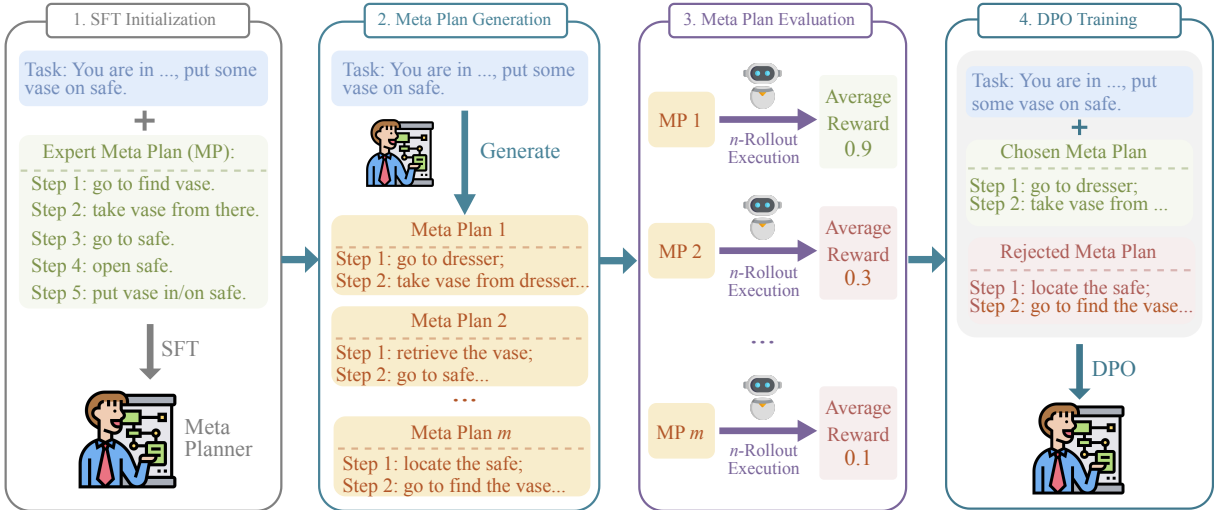 1. SFT Initialization
Task: You are in ..., put some
vase on safe.
+
Expert Meta Plan (MP):
Step 1: go to find vase.
Step 2: take vase from there.
Step 3: go to safe.
Step 4: open safe.
Step 5: put vase in/on safe.
SFT
Meta
Planner
2. Meta Plan Generation
Task: You are in ..., put some
vase on safe.
Generate
Meta Plan 1
Step 1: go to dresser;
Step 2: take vase from dresser...
Meta Plan 2
Step 1: retrieve the vase;
Step 2: go to safe...
...
Meta Plan m
Step 1: locate the safe;
Step 2: go to find the vase...
3. Meta Plan Evaluation
MP 1
n-Rollout
Execution
Average
Reward
0.9
MP 2
n-Rollout
Execution
Average
Reward
0.3
...
MP m
n-Rollout
Execution
Average
Reward
0.1
4. DPO Training
Task: You are in ..., put
some vase on safe.
+
Chosen Meta Plan
Step 1: go to dresser;
Step 2: take vase from ...
Rejected Meta Plan
Step 1: locate the safe;
Step 2: go to find the vase...
DPO